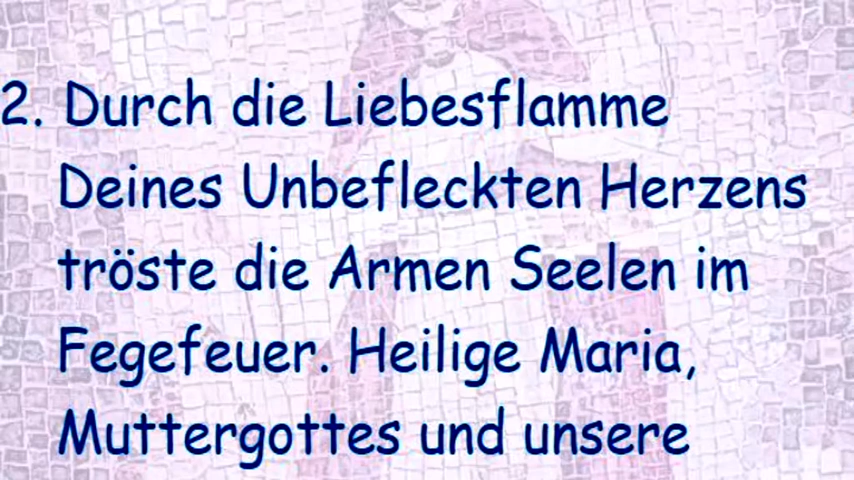 2. Durch die Liebesflamme
Deines Unbefleckten Herzens
tröste die Armen Seelen im
Fegefeuer. Heilige Maria,
Muttergottes und unsere